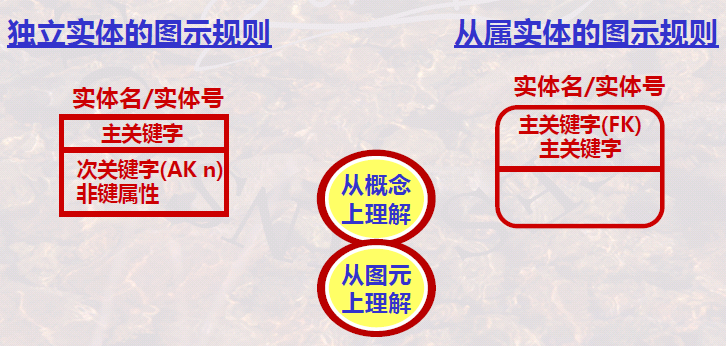 独立实体的图示规则
从属实体的图示规则
实体名/实体号
主关键字
次关键字(AK n)
非键属性
实体名/实体号
主关键字(FK)
主关键字
从概念
上理解
从图元
上理解